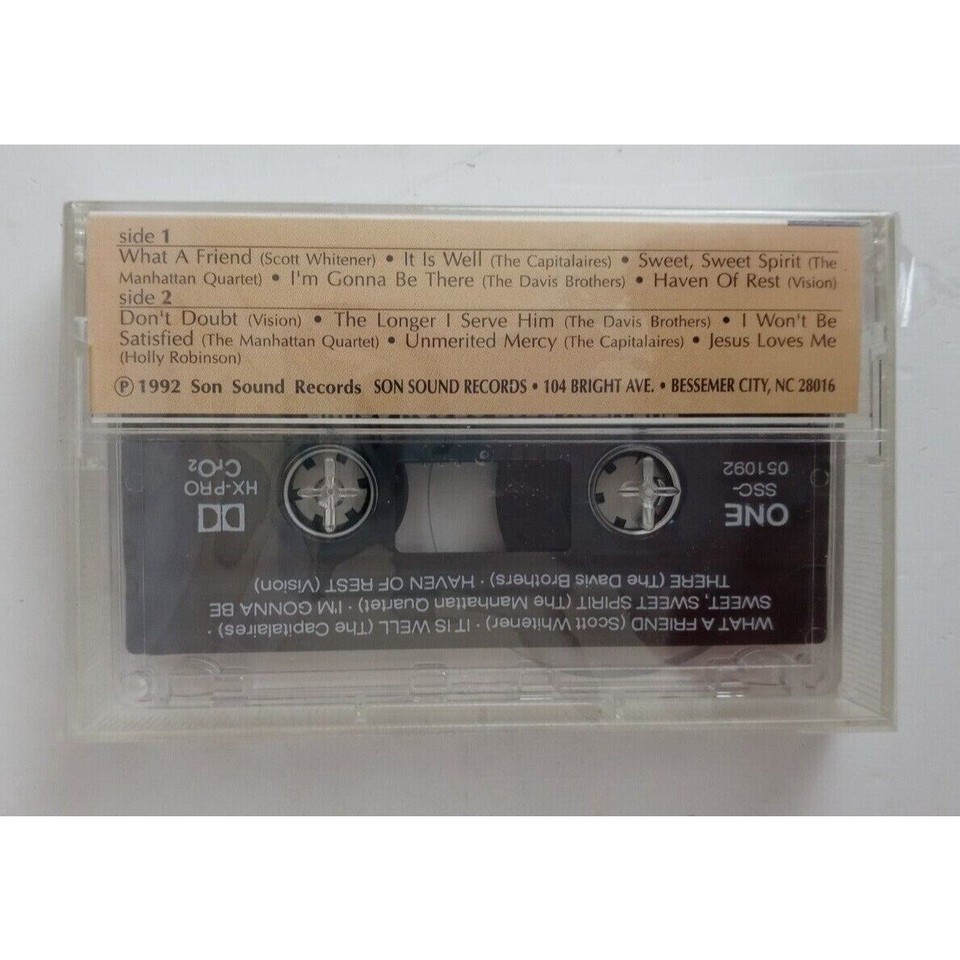 side 1
What A Friend (Scott Whitener) • It Is Well (The Capitalaires) • Sweet, Sweet Spirit (The
Manhattan Quartet) • I'm Gonna Be There (The Davis Brothers) • Haven Of Rest (Vision)
side 2
Don't Doubt (Vision) • The Longer I Serve Him (The Davis Brothers) • I Won't Be
Satisfied (The Manhattan Quartet) • Unmerited Mercy (The Capitalaires) • Jesus Loves Me
(Holly Robinson)
℗ 1992 Son Sound Records SON SOUND RECORDS • 104 BRIGHT AVE. • BESSEMER CITY, NC 28016
WHAT A FRIEND (Scott Whitener) · IT IS WELL (The Capitalaires) ·
SWEET, SWEET SPIRIT (The Manhattan Quartet) · I'M GONNA BE
THERE (The Davis Brothers) · HAVEN OF REST (Vision)
ONE
SSC-
051092
HX-PRO
CrO2